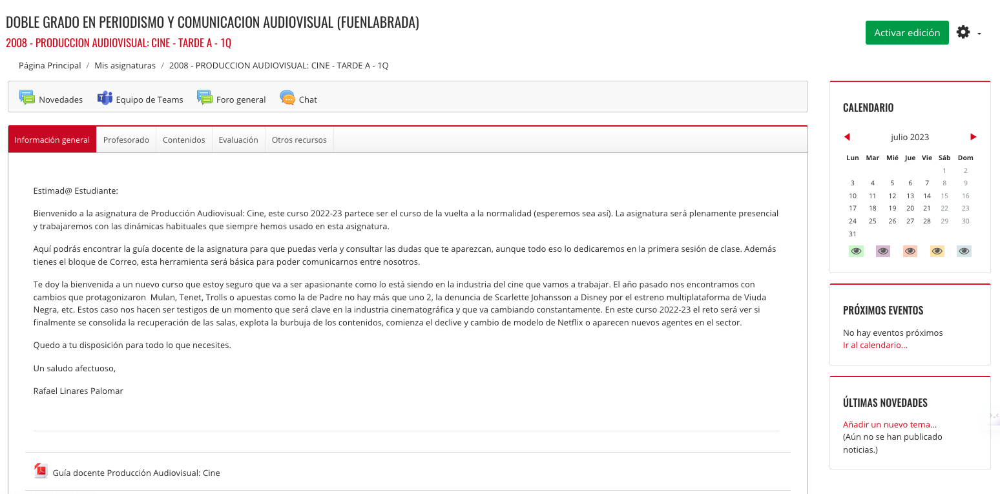 DOBLE GRADO EN PERIODISMO Y COMUNICACION AUDIOVISUAL (FUENLABRADA)
2008 - PRODUCCION AUDIOVISUAL: CINE - TARDE A - 1Q
Activar edición
Página Principal / Mis asignaturas / 2008 - PRODUCCION AUDIOVISUAL: CINE - TARDE A - 1Q
Novedades Equipo de Teams Foro general Chat
Información general Profesorado Contenidos Evaluación Otros recursos
Estimad@ Estudiante:
Bienvenido a la asignatura de Producción Audiovisual: Cine, este curso 2022-23 partece ser el curso de la vuelta a la normalidad (esperemos sea así). La asignatura será plenamente presencial
y trabajaremos con las dinámicas habituales que siempre hemos usado en esta asignatura.
Aquí podrás encontrar la guía docente de la asignatura para que puedas verla y consultar las dudas que te aparezcan, aunque todo eso lo dedicaremos en la primera sesión de clase. Además
tienes el bloque de Correo, esta herramienta será básica para poder comunicarnos entre nosotros.
Te doy la bienvenida a un nuevo curso que estoy seguro que va a ser apasionante como lo está siendo en la industria del cine que vamos a trabajar. El año pasado nos encontramos con
cambios que protagonizaron Mulan, Tenet, Trolls o apuestas como la de Padre no hay más que uno 2, la denuncia de Scarlette Johansson a Disney por el estreno multiplataforma de Viuda
Negra, etc. Estos caso nos hacen ser testigos de un momento que será clave en la industria cinematográfica y que va cambiando constantemente. En este curso 2022-23 el reto será ver si
finalmente se consolida la recuperación de las salas, explota la burbuja de los contenidos, comienza el declive y cambio de modelo de Netflix o aparecen nuevos agentes en el sector.
Quedo a tu disposición para todo lo que necesites.
Un saludo afectuoso,
Rafael Linares Palomar
Guía docente Producción Audiovisual: Cine
CALENDARIO
julio 2023
Lun Mar Mié Jue Vie Sáb Dom
1 2
3 4 5 6 7 8 9
10 11 12 13 14 15 16
17 18 19 20 21 22 23
24 25 26 27 28 29 30
31
PRÓXIMOS EVENTOS
No hay eventos próximos
Ir al calendario...
ÚLTIMAS NOVEDADES
Añadir un nuevo tema...
(Aún no se han publicado
noticias.)